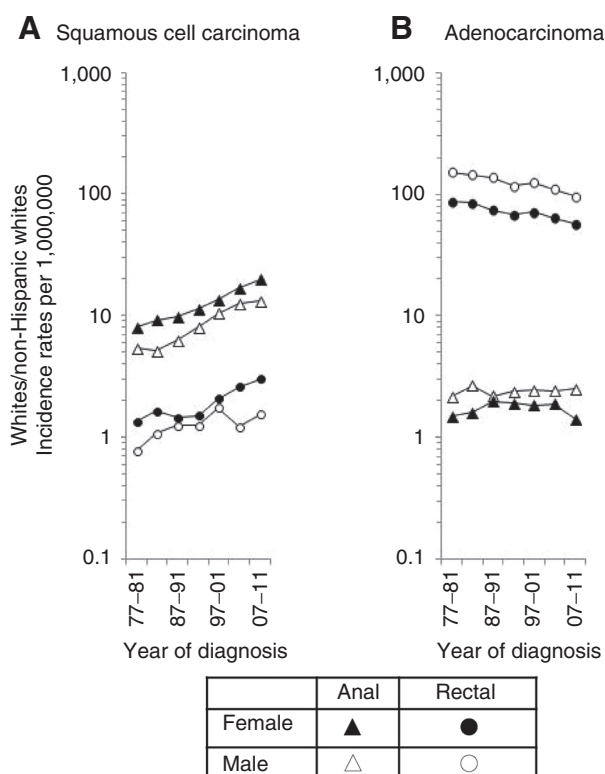 A Squamous cell carcinoma
B Adenocarcinoma
Whites/non-Hispanic whites
Incidence rates per 1,000,000
1,000
100
10
1
0.1
77–81
87–91
97–01
07–11
Year of diagnosis
1,000
100
10
1
0.1
77–81
87–91
97–01
07–11
Year of diagnosis
Anal Rectal
Female
Male